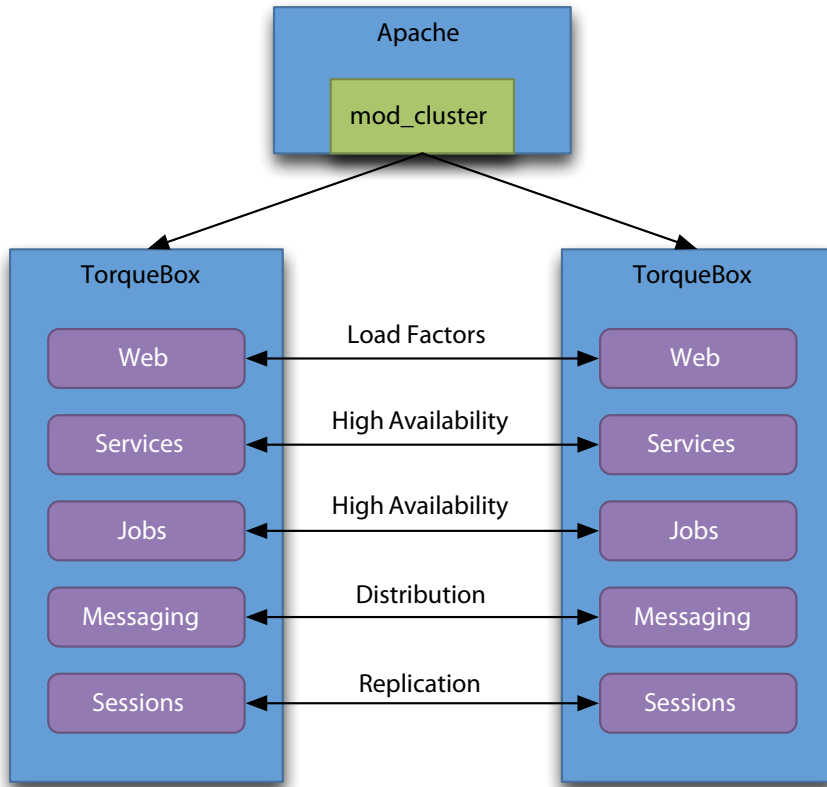 Apache
mod_cluster
TorqueBox
TorqueBox
Web
Load Factors
Web
Services
High Availability
Services
Jobs
High Availability
Jobs
Messaging
Distribution
Messaging
Sessions
Replication
Sessions